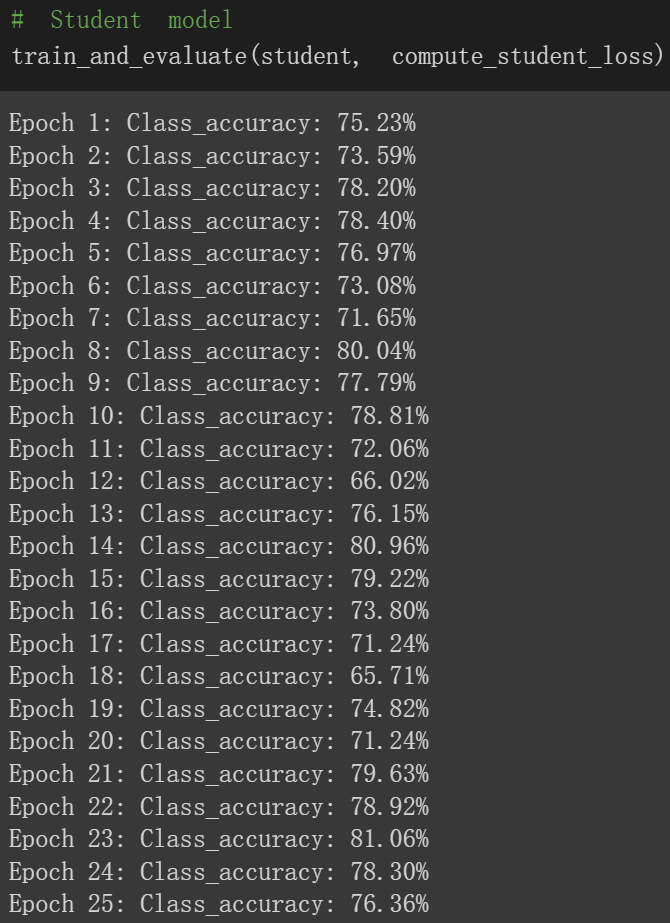 # Student model
train_and_evaluate(student, compute_student_loss)
Epoch 1: Class_accuracy: 75.23%
Epoch 2: Class_accuracy: 73.59%
Epoch 3: Class_accuracy: 78.20%
Epoch 4: Class_accuracy: 78.40%
Epoch 5: Class_accuracy: 76.97%
Epoch 6: Class_accuracy: 73.08%
Epoch 7: Class_accuracy: 71.65%
Epoch 8: Class_accuracy: 80.04%
Epoch 9: Class_accuracy: 77.79%
Epoch 10: Class_accuracy: 78.81%
Epoch 11: Class_accuracy: 72.06%
Epoch 12: Class_accuracy: 66.02%
Epoch 13: Class_accuracy: 76.15%
Epoch 14: Class_accuracy: 80.96%
Epoch 15: Class_accuracy: 79.22%
Epoch 16: Class_accuracy: 73.80%
Epoch 17: Class_accuracy: 71.24%
Epoch 18: Class_accuracy: 65.71%
Epoch 19: Class_accuracy: 74.82%
Epoch 20: Class_accuracy: 71.24%
Epoch 21: Class_accuracy: 79.63%
Epoch 22: Class_accuracy: 78.92%
Epoch 23: Class_accuracy: 81.06%
Epoch 24: Class_accuracy: 78.30%
Epoch 25: Class_accuracy: 76.36%